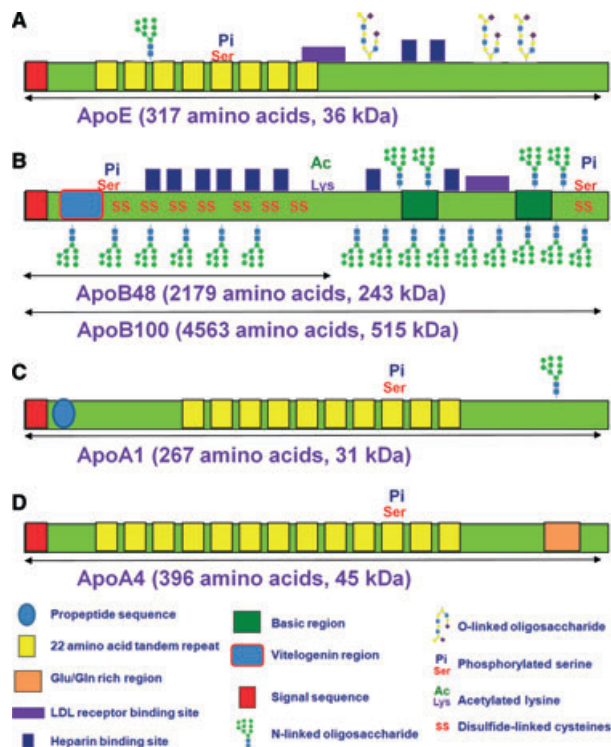 A
Pi
Ser
ApoE (317 amino acids, 36 kDa)
B
Pi
Ser
Ac
Lys
Pi
Ser
SS SS SS SS SS SS SS SS
ApoB48 (2179 amino acids, 243 kDa)
ApoB100 (4563 amino acids, 515 kDa)
C
Pi
Ser
ApoA1 (267 amino acids, 31 kDa)
D
Pi
Ser
ApoA4 (396 amino acids, 45 kDa)
Propeptide sequence
22 amino acid tandem repeat
Glu/Gln rich region
LDL receptor binding site
Heparin binding site
Basic region
Vitelogenin region
Signal sequence
N-linked oligosaccharide
O-linked oligosaccharide
Pi
Ser Phosphorylated serine
Ac
Lys Acetylated lysine
SS Disulfide-linked cysteines